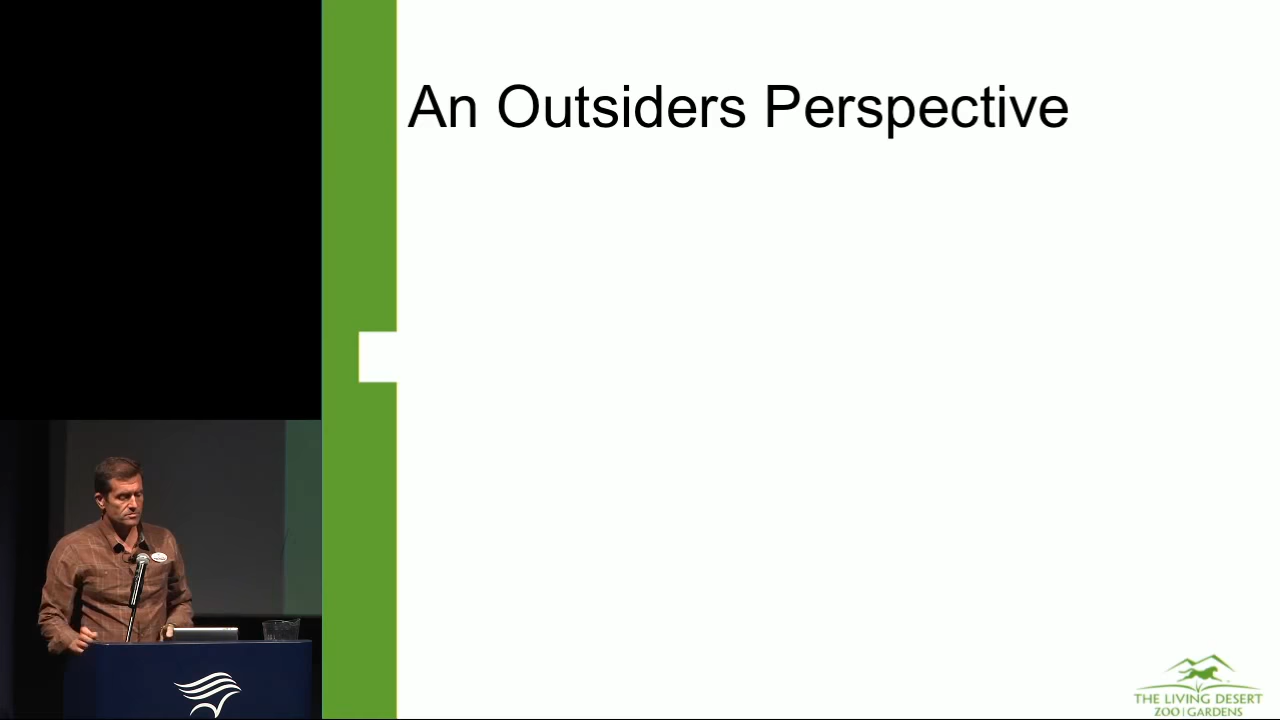 An Outsiders Perspective
THE LIVING DESERT
ZOO | GARDENS